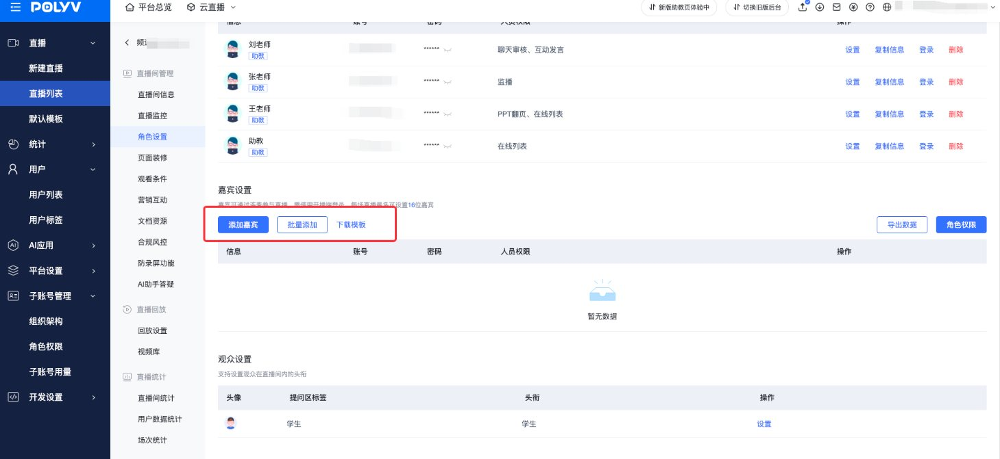 POLYV
平台总览
云直播
新版助教页体验中
切换旧版后台
直播
新建直播
直播列表
默认模板
统计
用户
用户列表
用户标签
AI应用
平台设置
子账号管理
组织架构
角色权限
子账号用量
开发设置
直播间管理
直播间信息
直播监控
角色设置
页面装修
观看条件
营销互动
文档资源
合规风控
防录屏功能
AI助手答疑
直播回放
回放设置
视频库
直播统计
直播间统计
用户数据统计
场次统计
信息 账号 密码 人员权限 操作
刘老师
助教
****** 聊天审核、互动发言 设置 复制信息 登录 删除
张老师
助教
****** 监播 设置 复制信息 登录 删除
王老师
助教
****** PPT翻页、在线列表 设置 复制信息 登录 删除
助教
助教
****** 在线列表 设置 复制信息 登录 删除
嘉宾设置
嘉宾可通过连麦参与直播，需使用开播端登录，每场直播最多可设置16位嘉宾
添加嘉宾 批量添加 下载模板 导出数据 角色权限
信息 账号 密码 人员权限 操作
暂无数据
观众设置
支持设置观众在直播间内的头衔
头像 提问区标签 头衔 操作
学生 学生 设置